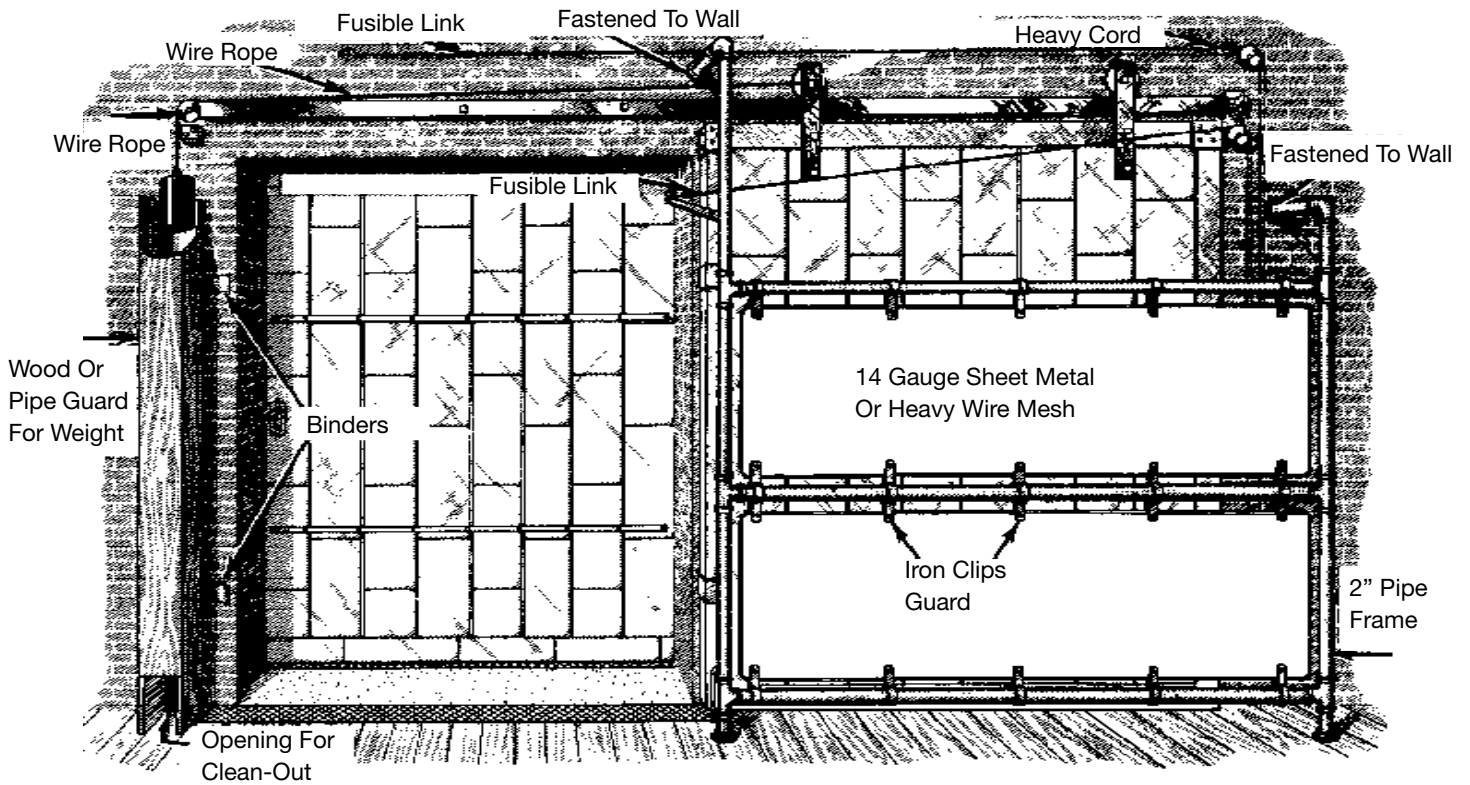 Fusible Link
Fastened To Wall
Heavy Cord
Wire Rope
Wire Rope
Fastened To Wall
Fusible Link
Wood Or
Pipe Guard
For Weight
14 Gauge Sheet Metal
Or Heavy Wire Mesh
Binders
Iron Clips
Guard
2” Pipe
Frame
Opening For
Clean-Out